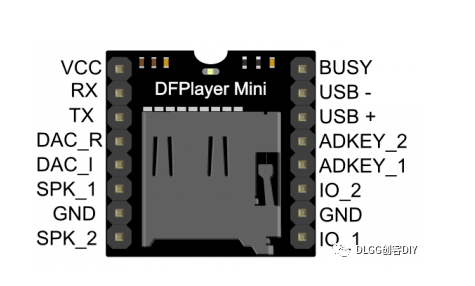 DFPlayer Mini
VCC
RX
TX
DAC_R
DAC_I
SPK_1
GND
SPK_2
BUSY
USB -
USB +
ADKEY_2
ADKEY_1
IO_2
GND
IO_1
DLGG创客DIY